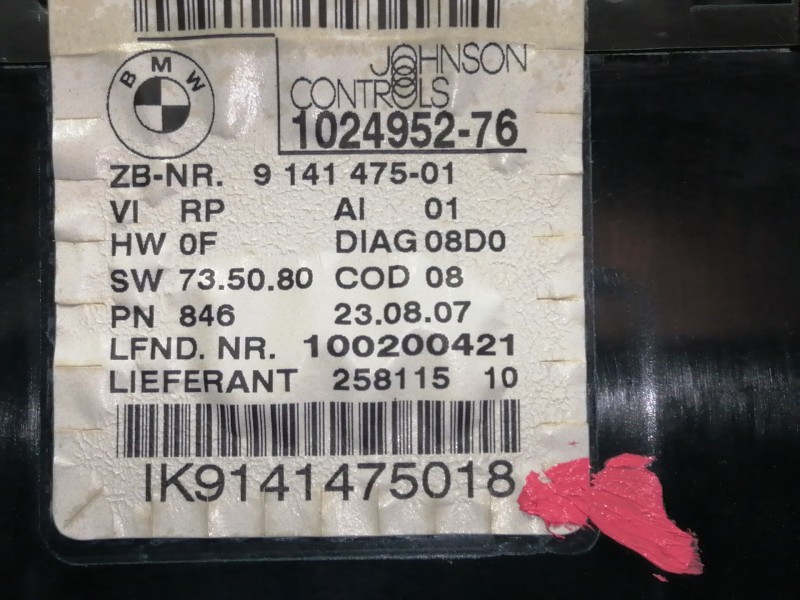 BMW
JOHNSON
CONTROLS
1024952-76
ZB-NR. 9 141 475-01
VI RP AI 01
HW 0F DIAG 08D0
SW 73.50.80 COD 08
PN 846 23.08.07
LFND. NR. 100200421
LIEFERANT 258115 10
IK9141475018